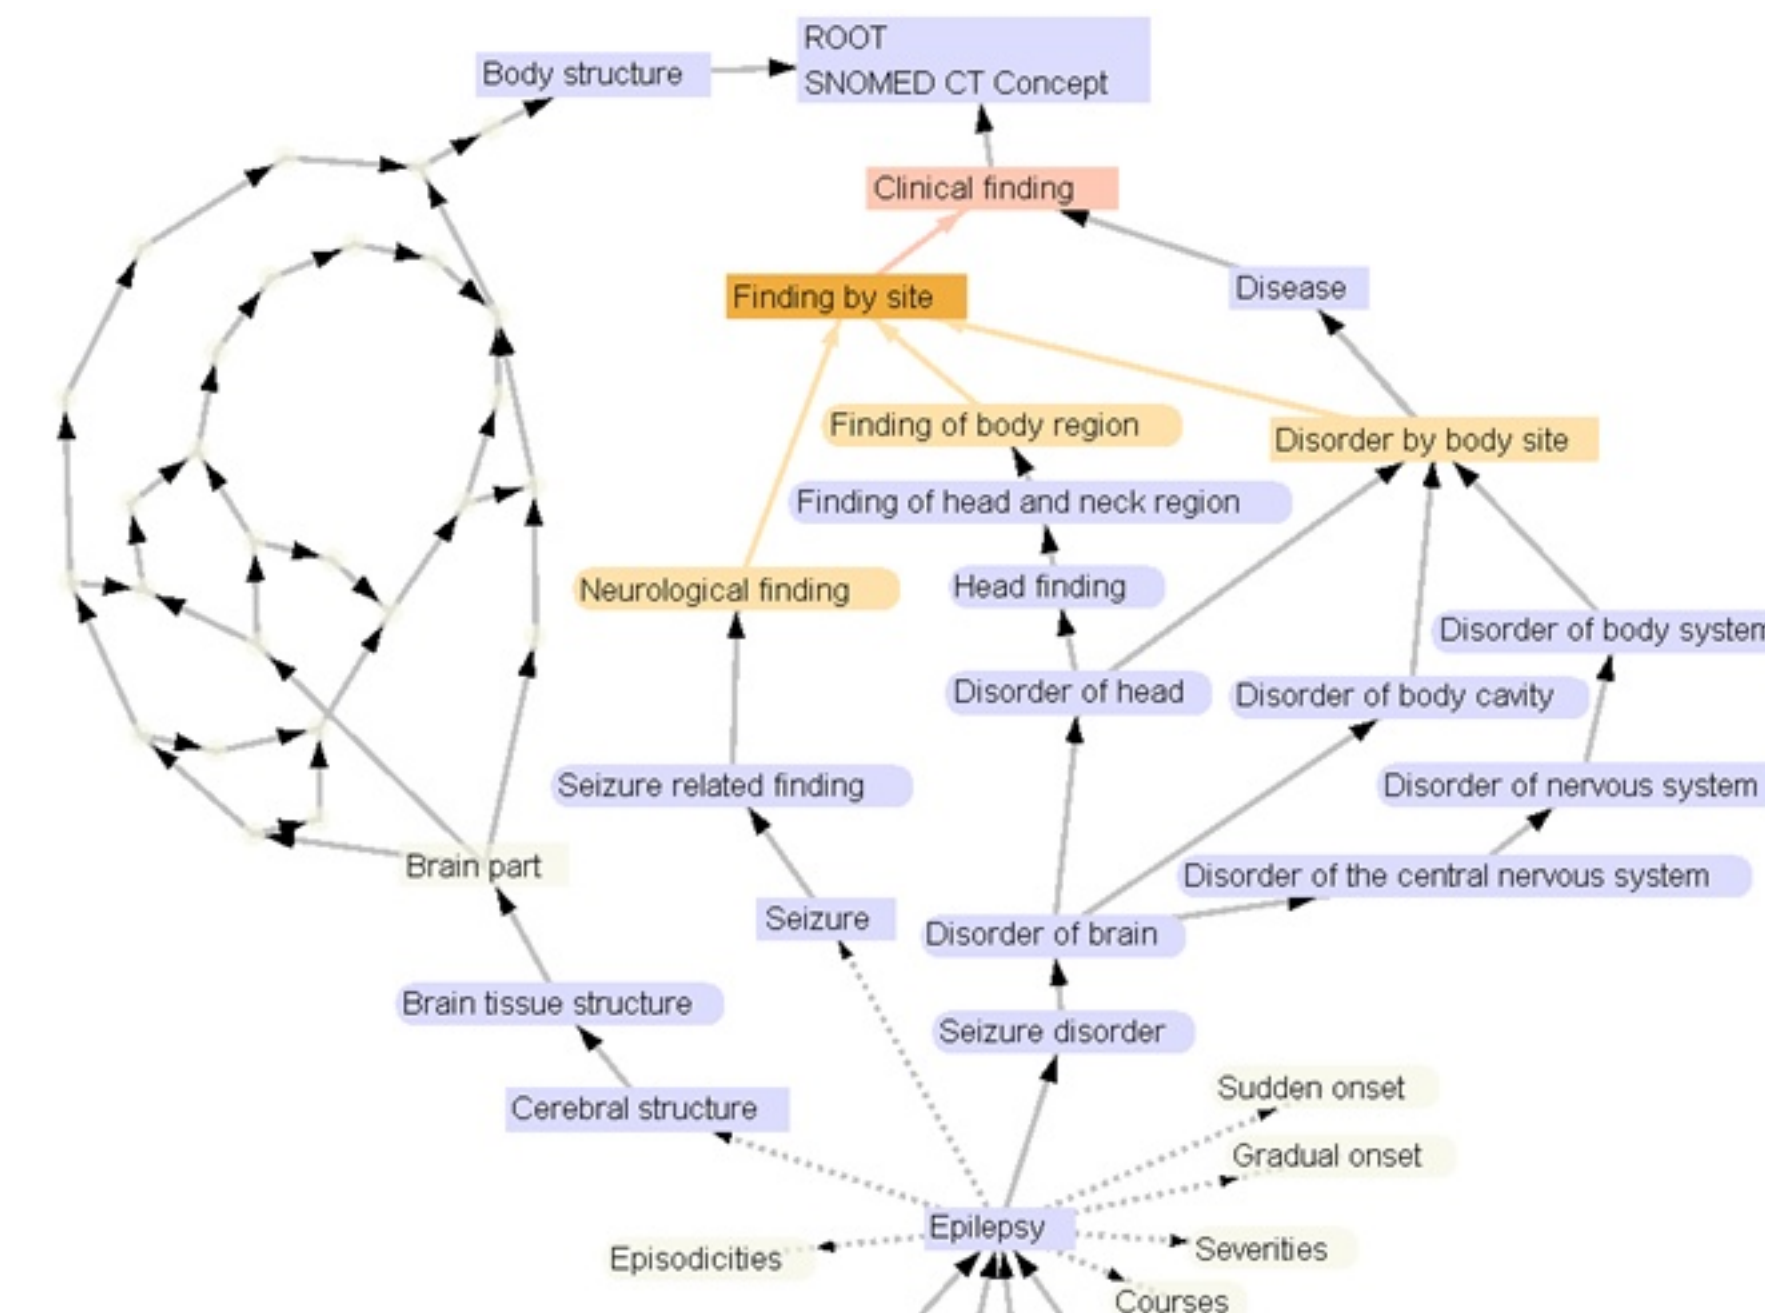 ROOT
SNOMED CT Concept
Body structure
Clinical finding
Disease
Finding by site
Finding of body region
Disorder by body site
Finding of head and neck region
Neurological finding
Head finding
Disorder of body system
Disorder of head
Disorder of body cavity
Seizure related finding
Disorder of nervous system
Brain part
Disorder of the central nervous system
Seizure
Disorder of brain
Brain tissue structure
Seizure disorder
Sudden onset
Cerebral structure
Gradual onset
Epilepsy
Episodicities
Severities
Courses